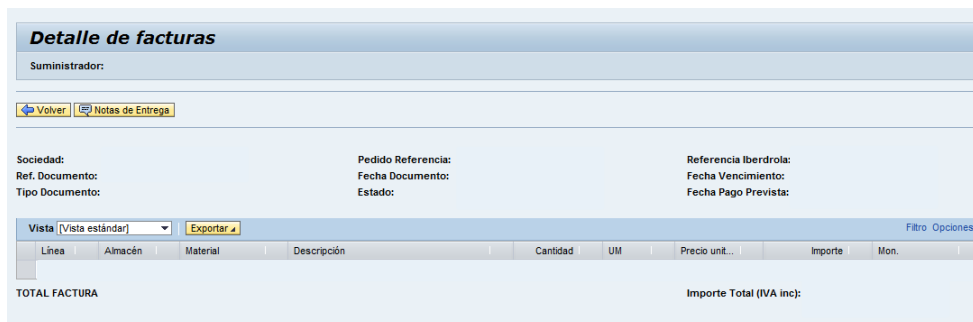 Detalle de facturas
Suministrador:
Volver Notas de Entrega
Sociedad: Pedido Referencia: Referencia Iberdrola:
Ref. Documento: Fecha Documento: Fecha Vencimiento:
Tipo Documento: Estado: Fecha Pago Prevista:
Vista [Vista estándar] Exportar Filtro Opciones
Línea Almacén Material Descripción Cantidad UM Precio unit... Importe Mon.
TOTAL FACTURA Importe Total (IVA inc):